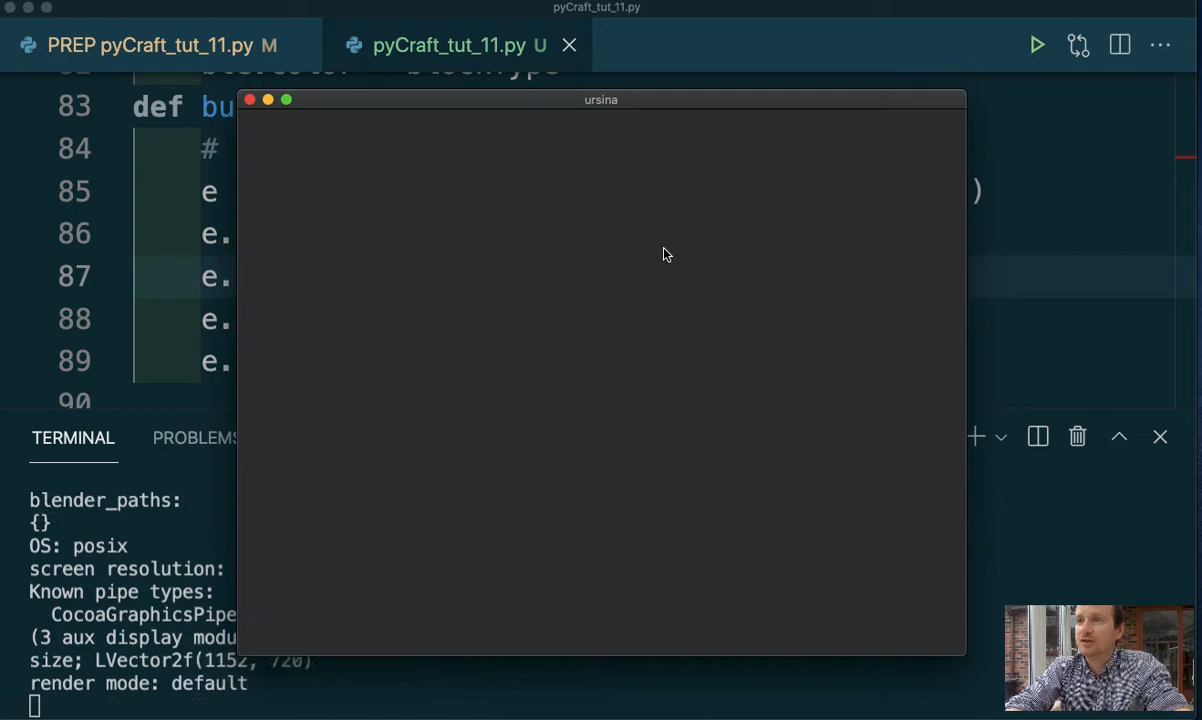 pyCraft_tut_11.py
PREP pyCraft_tut_11.py M
pyCraft_tut_11.py U
83 def bu
ursina
84 #
85 e )
86 e.
87 e.
88 e.
89 e.
90
TERMINAL PROBLEMS
blender_paths:
{}
OS: posix
screen resolution:
Known pipe types:
CocoaGraphicsPipe
(3 aux display modu
size; LVector2f(1152, 720)
render mode: default